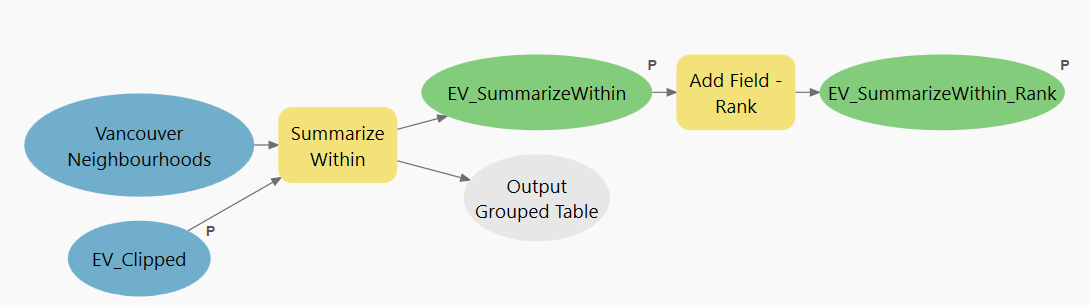 Vancouver
Neighbourhoods
P
EV_Clipped
Summarize
Within
P
EV_SummarizeWithin
Output
Grouped Table
Add Field -
Rank
P
EV_SummarizeWithin_Rank